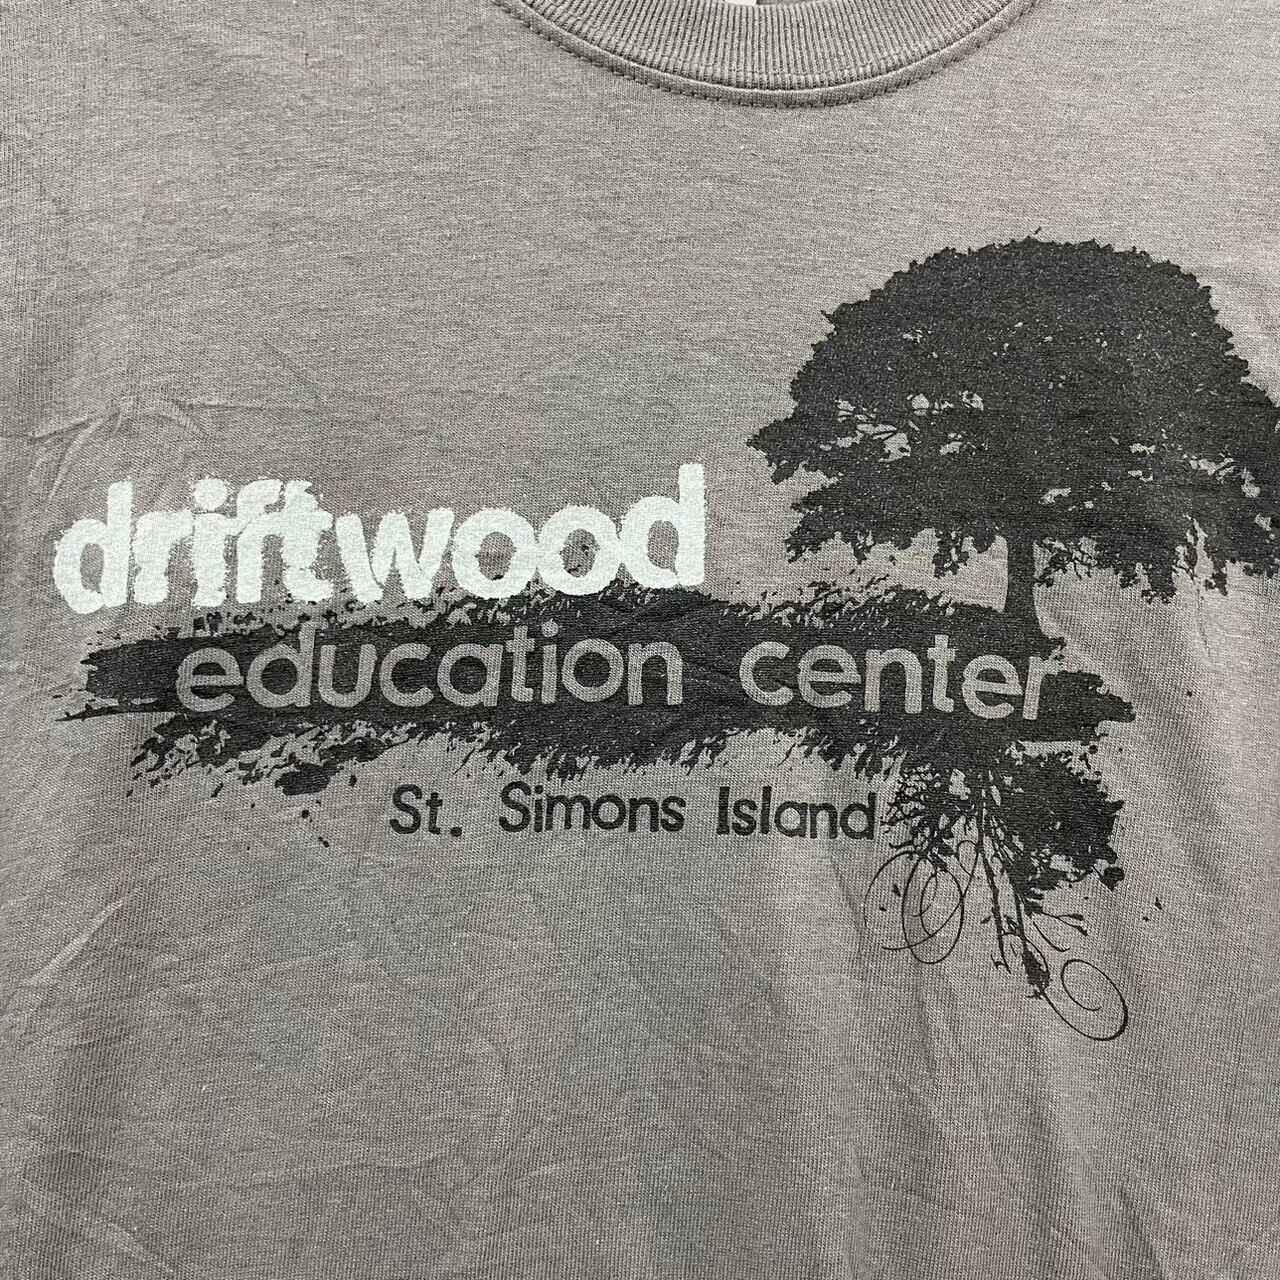 driftwood
education center
St. Simons Island